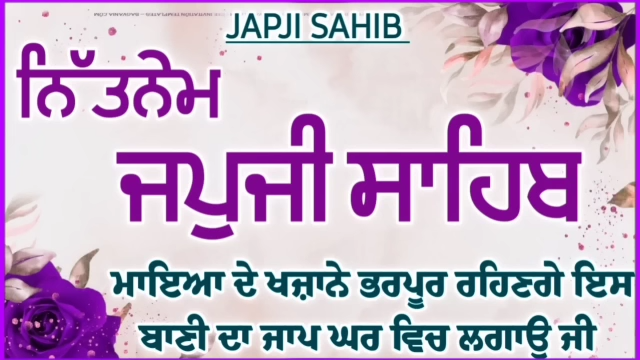 JAPJI SAHIB
ਨਿੱਤਨੇਮ
ਜਪੁਜੀ ਸਾਹਿਬ
ਮਾਇਆ ਦੇ ਖਜ਼ਾਨੇ ਭਰਪੂਰ ਰਹਿਣਗੇ ਇਸ
ਬਾਣੀ ਦਾ ਜਾਪ ਘਰ ਵਿਚ ਲਗਾਉ ਜੀ